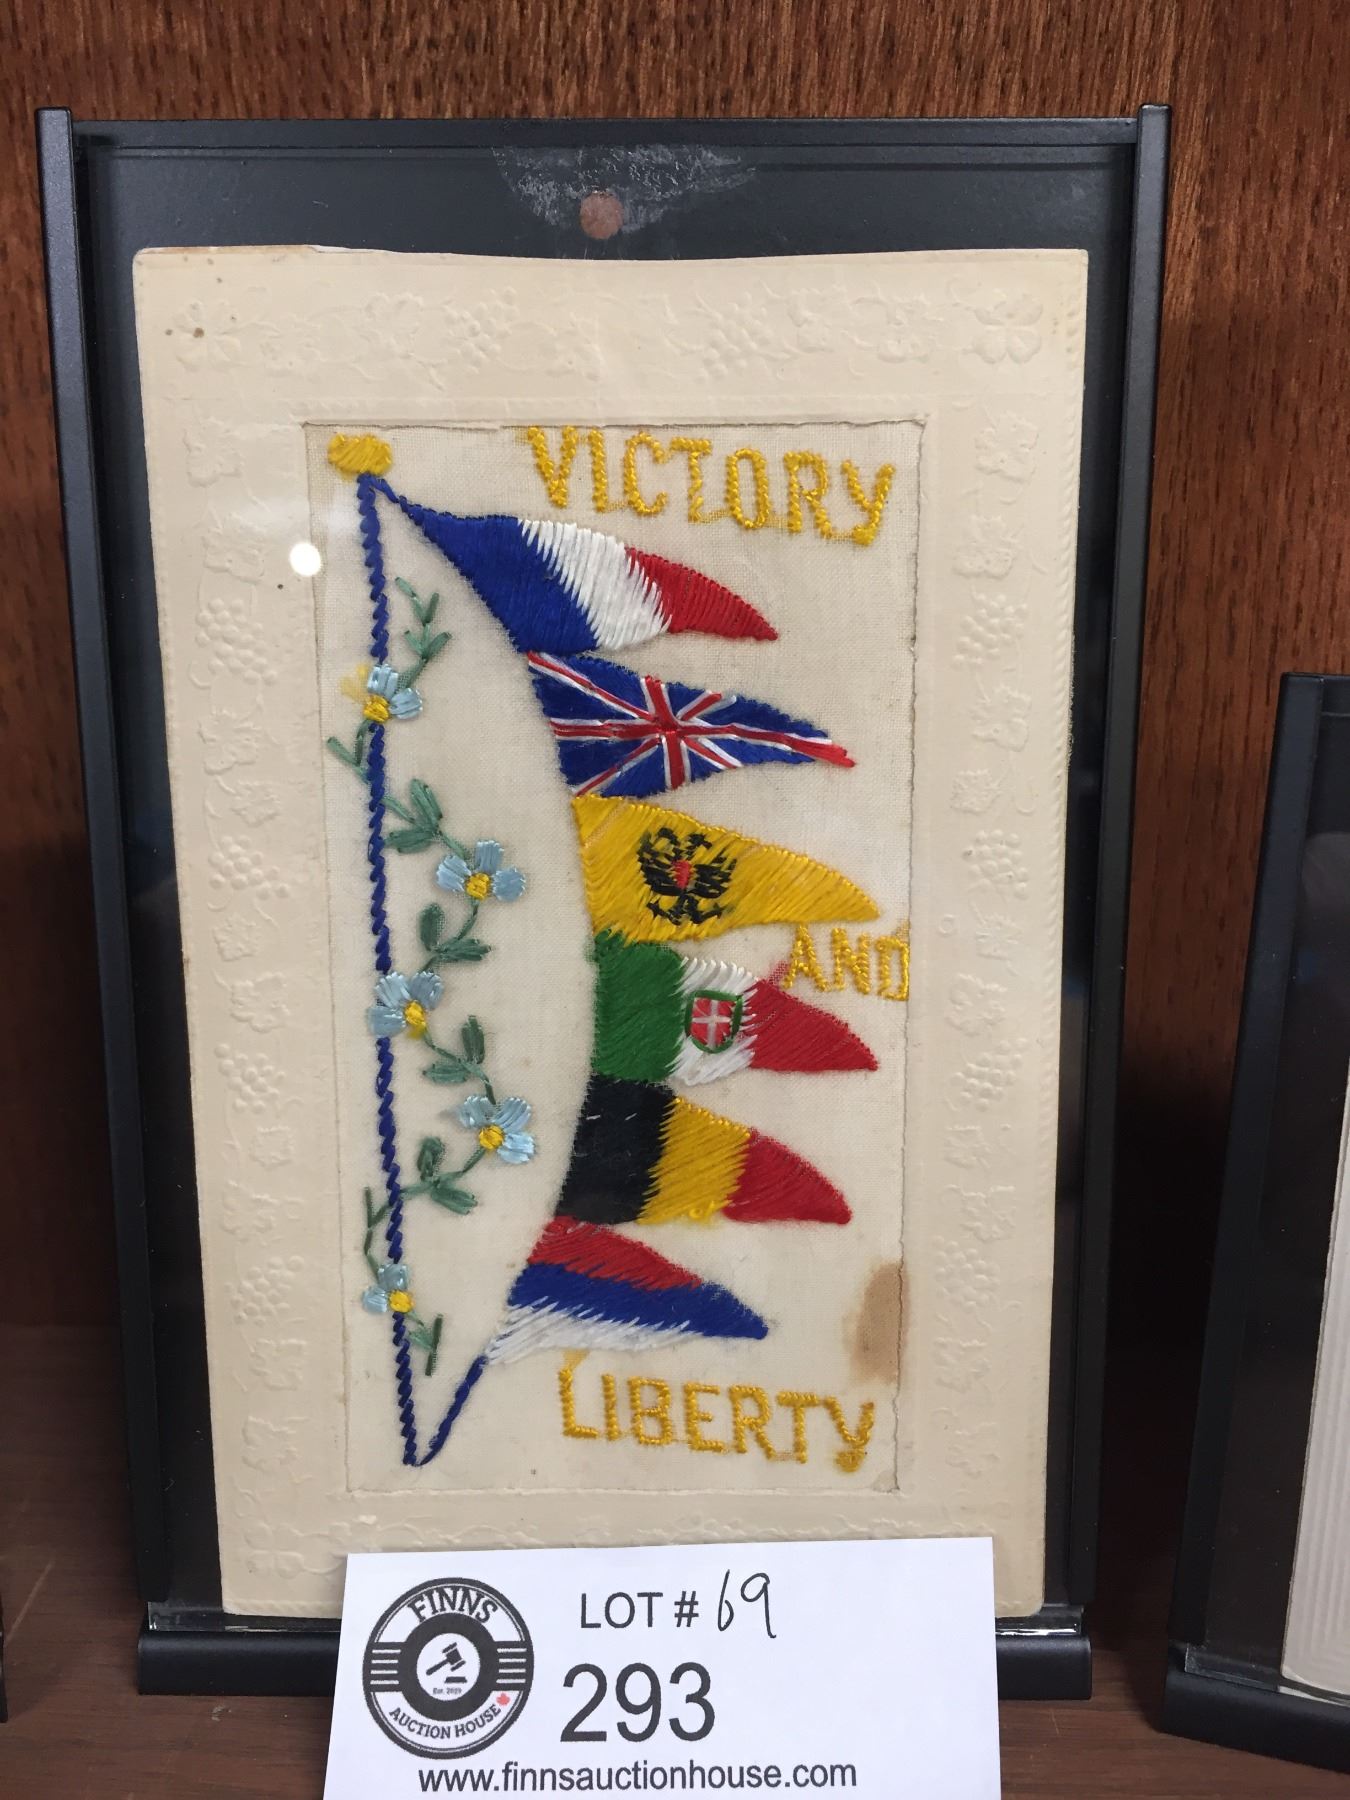 VICTORY
AND
LIBERTY
FINNS
Est. 2019
AUCTION HOUSE
LOT # 69
293
www.finnsauctionhouse.com